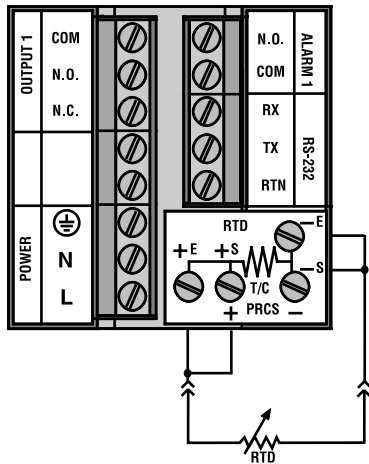 OUTPUT 1
COM
N.O.
N.C.
POWER
N
L
N.O.
COM
ALARM 1
RX
TX
RTN
RS-232
RTD
+E
+S
−E
−S
T/C
+
PRCS
−
RTD